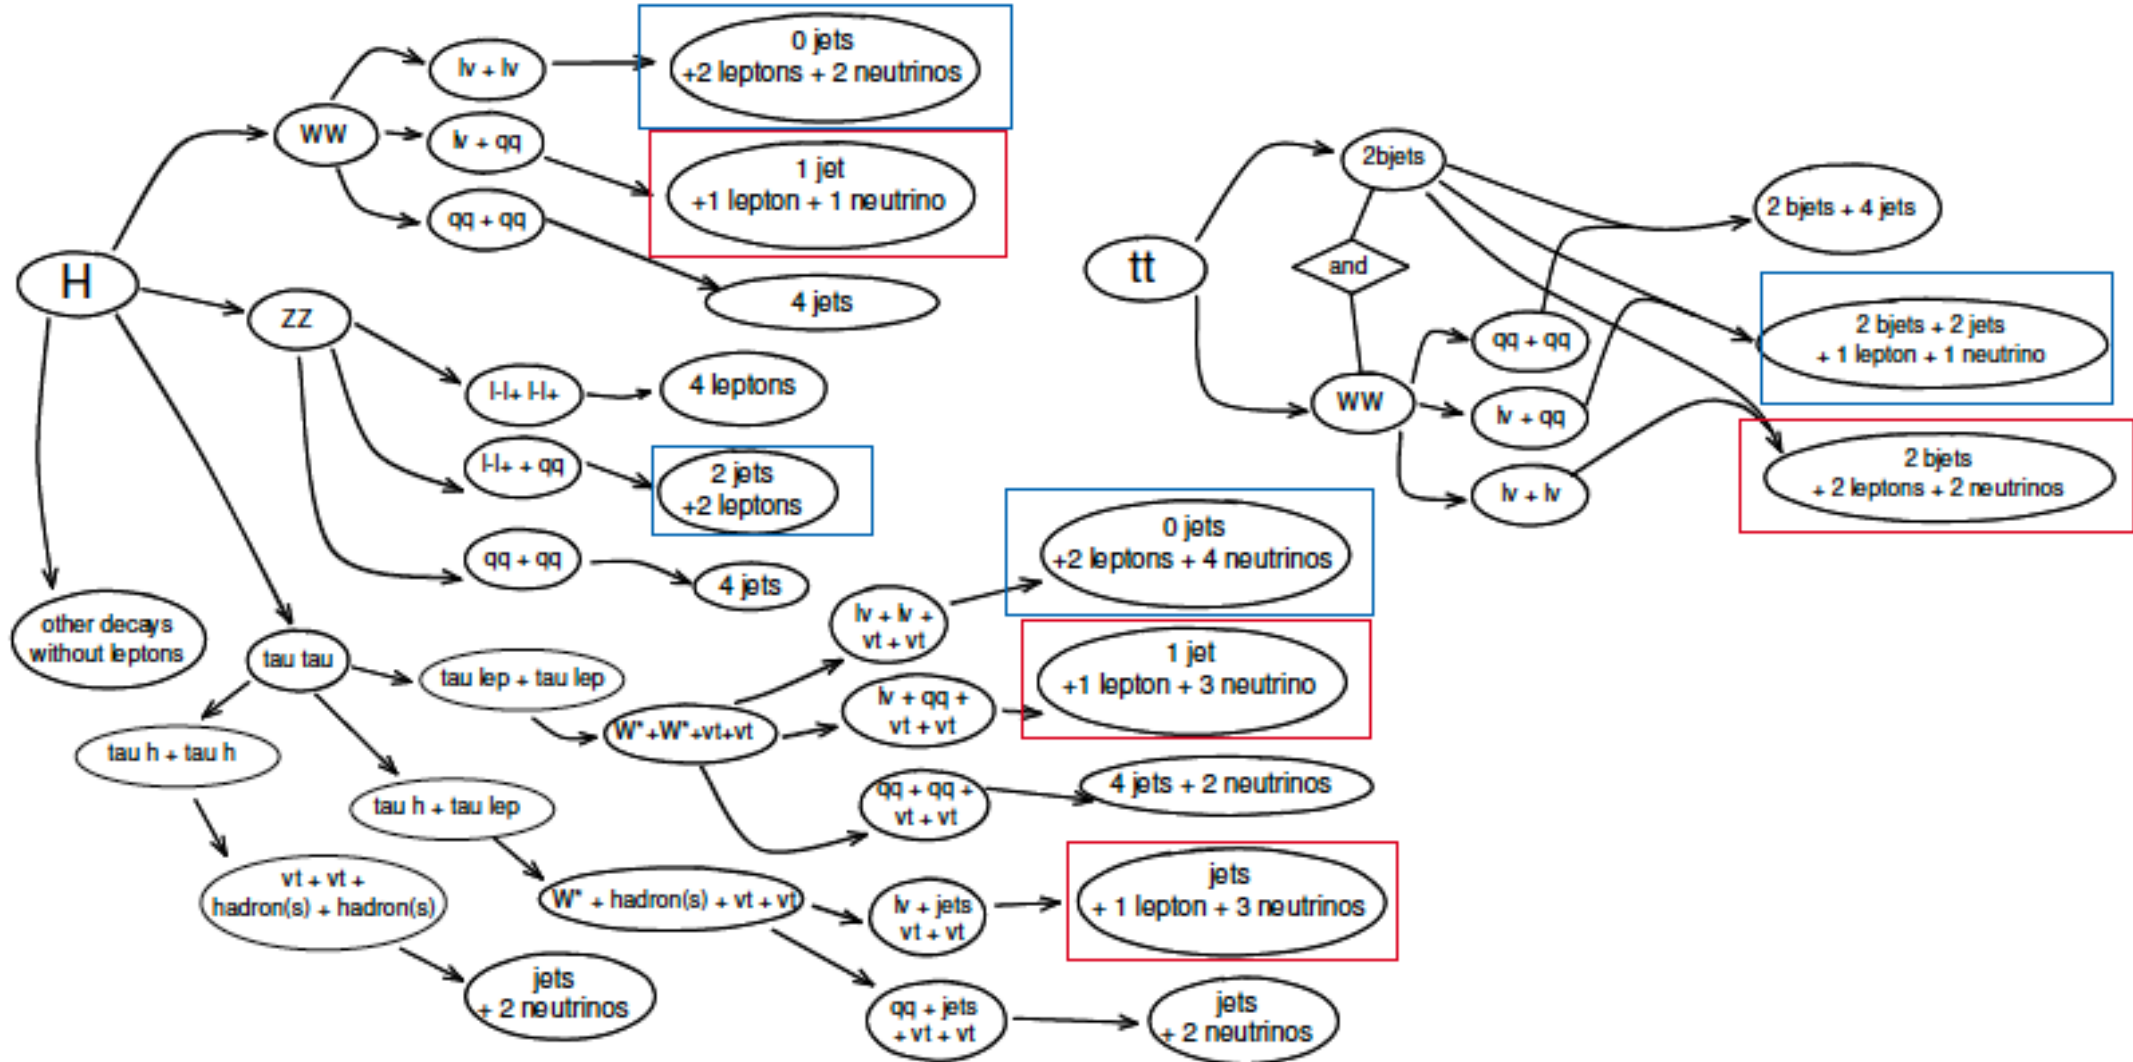 H
WW
lv + lv
0 jets
+2 leptons + 2 neutrinos
lv + qq
1 jet
+1 lepton + 1 neutrino
qq + qq
4 jets
ZZ
l-l+ l-l+
4 leptons
l-l+ + qq
2 jets
+2 leptons
qq + qq
4 jets
other decays
without leptons
tau tau
tau lep + tau lep
W*+W*+vt+vt
lv + lv +
vt + vt
0 jets
+2 leptons + 4 neutrinos
lv + qq +
vt + vt
1 jet
+1 lepton + 3 neutrino
qq + qq +
vt + vt
4 jets + 2 neutrinos
tau h + tau h
vt + vt +
hadron(s) + hadron(s)
jets
+ 2 neutrinos
tau h + tau lep
W* + hadron(s) + vt + vt
lv + jets
vt + vt
jets
+ 1 lepton + 3 neutrinos
qq + jets
+ vt + vt
jets
+ 2 neutrinos
tt
2bjets
and
WW
qq + qq
lv + qq
lv + lv
2 bjets + 4 jets
2 bjets + 2 jets
+ 1 lepton + 1 neutrino
2 bjets
+ 2 leptons + 2 neutrinos